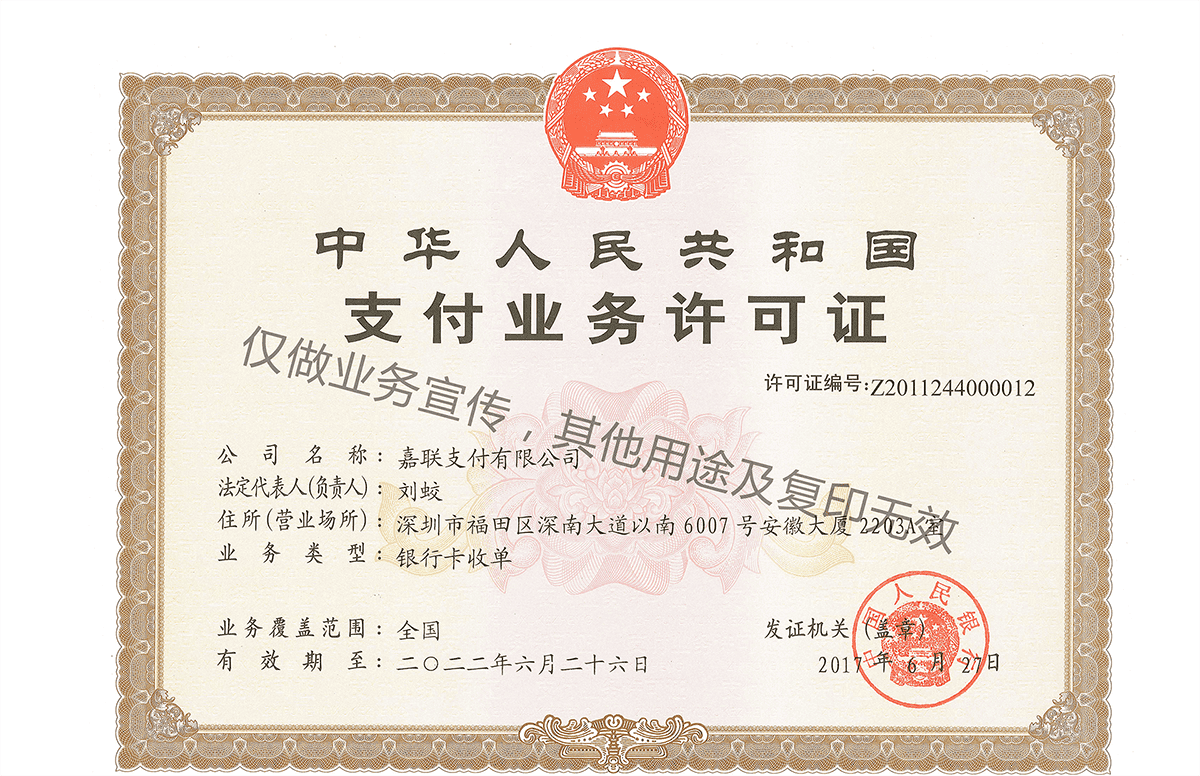 中华人民共和国
支付业务许可证
许可证编号:Z2011244000012
仅做业务宣传，其他用途及复印无效
公司名称：嘉联支付有限公司
法定代表人(负责人)：刘蛟
住所(营业场所)：深圳市福田区深南大道以南6007号安徽大厦2203A室
业务类型：银行卡收单
业务覆盖范围：全国
有效期至：二〇二二年六月二十六日
发证机关(盖章)
2017年6月27日
中国人民银行